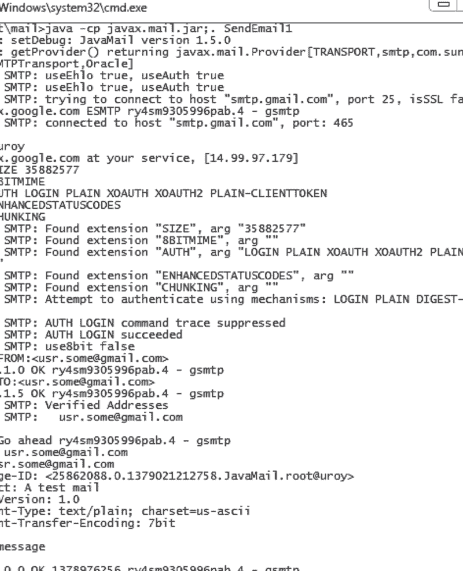 Windows\system32\cmd.exe
t\mail>java -cp javax.mail.jar;. SendEmail1
: setDebug: JavaMail version 1.5.0
: getProvider() returning javax.mail.Provider[TRANSPORT,smtp,com.sun
MTPTransport,Oracle]
SMTP: useEhlo true, useAuth true
SMTP: useEhlo true, useAuth true
SMTP: trying to connect to host "smtp.gmail.com", port 25, isSSL fa
x.google.com ESMTP ry4sm9305996pab.4 - gsmtp
SMTP: connected to host "smtp.gmail.com", port: 465
uroy
x.google.com at your service, [14.99.97.179]
IZE 35882577
BITMIME
UTH LOGIN PLAIN XOAUTH XOAUTH2 PLAIN-CLIENTTOKEN
NHANCEDSTATUSCODES
HUNKING
SMTP: Found extension "SIZE", arg "35882577"
SMTP: Found extension "8BITMIME", arg ""
SMTP: Found extension "AUTH", arg "LOGIN PLAIN XOAUTH XOAUTH2 PLAIN
"
SMTP: Found extension "ENHANCEDSTATUSCODES", arg ""
SMTP: Found extension "CHUNKING", arg ""
SMTP: Attempt to authenticate using mechanisms: LOGIN PLAIN DIGEST-
SMTP: AUTH LOGIN command trace suppressed
SMTP: AUTH LOGIN succeeded
SMTP: use8bit false
FROM:<usr.some@gmail.com>
.1.0 OK ry4sm9305996pab.4 - gsmtp
TO:<usr.some@gmail.com>
.1.5 OK ry4sm9305996pab.4 - gsmtp
SMTP: Verified Addresses
SMTP: usr.some@gmail.com
Go ahead ry4sm9305996pab.4 - gsmtp
usr.some@gmail.com
sr.some@gmail.com
ge-ID: <25862088.0.1379021212758.JavaMail.root@uroy>
ct: A test mail
Version: 1.0
nt-Type: text/plain; charset=us-ascii
nt-Transfer-Encoding: 7bit
message
.0.0 OK 1378976256 ry4sm9305996pab.4 - gsmtp